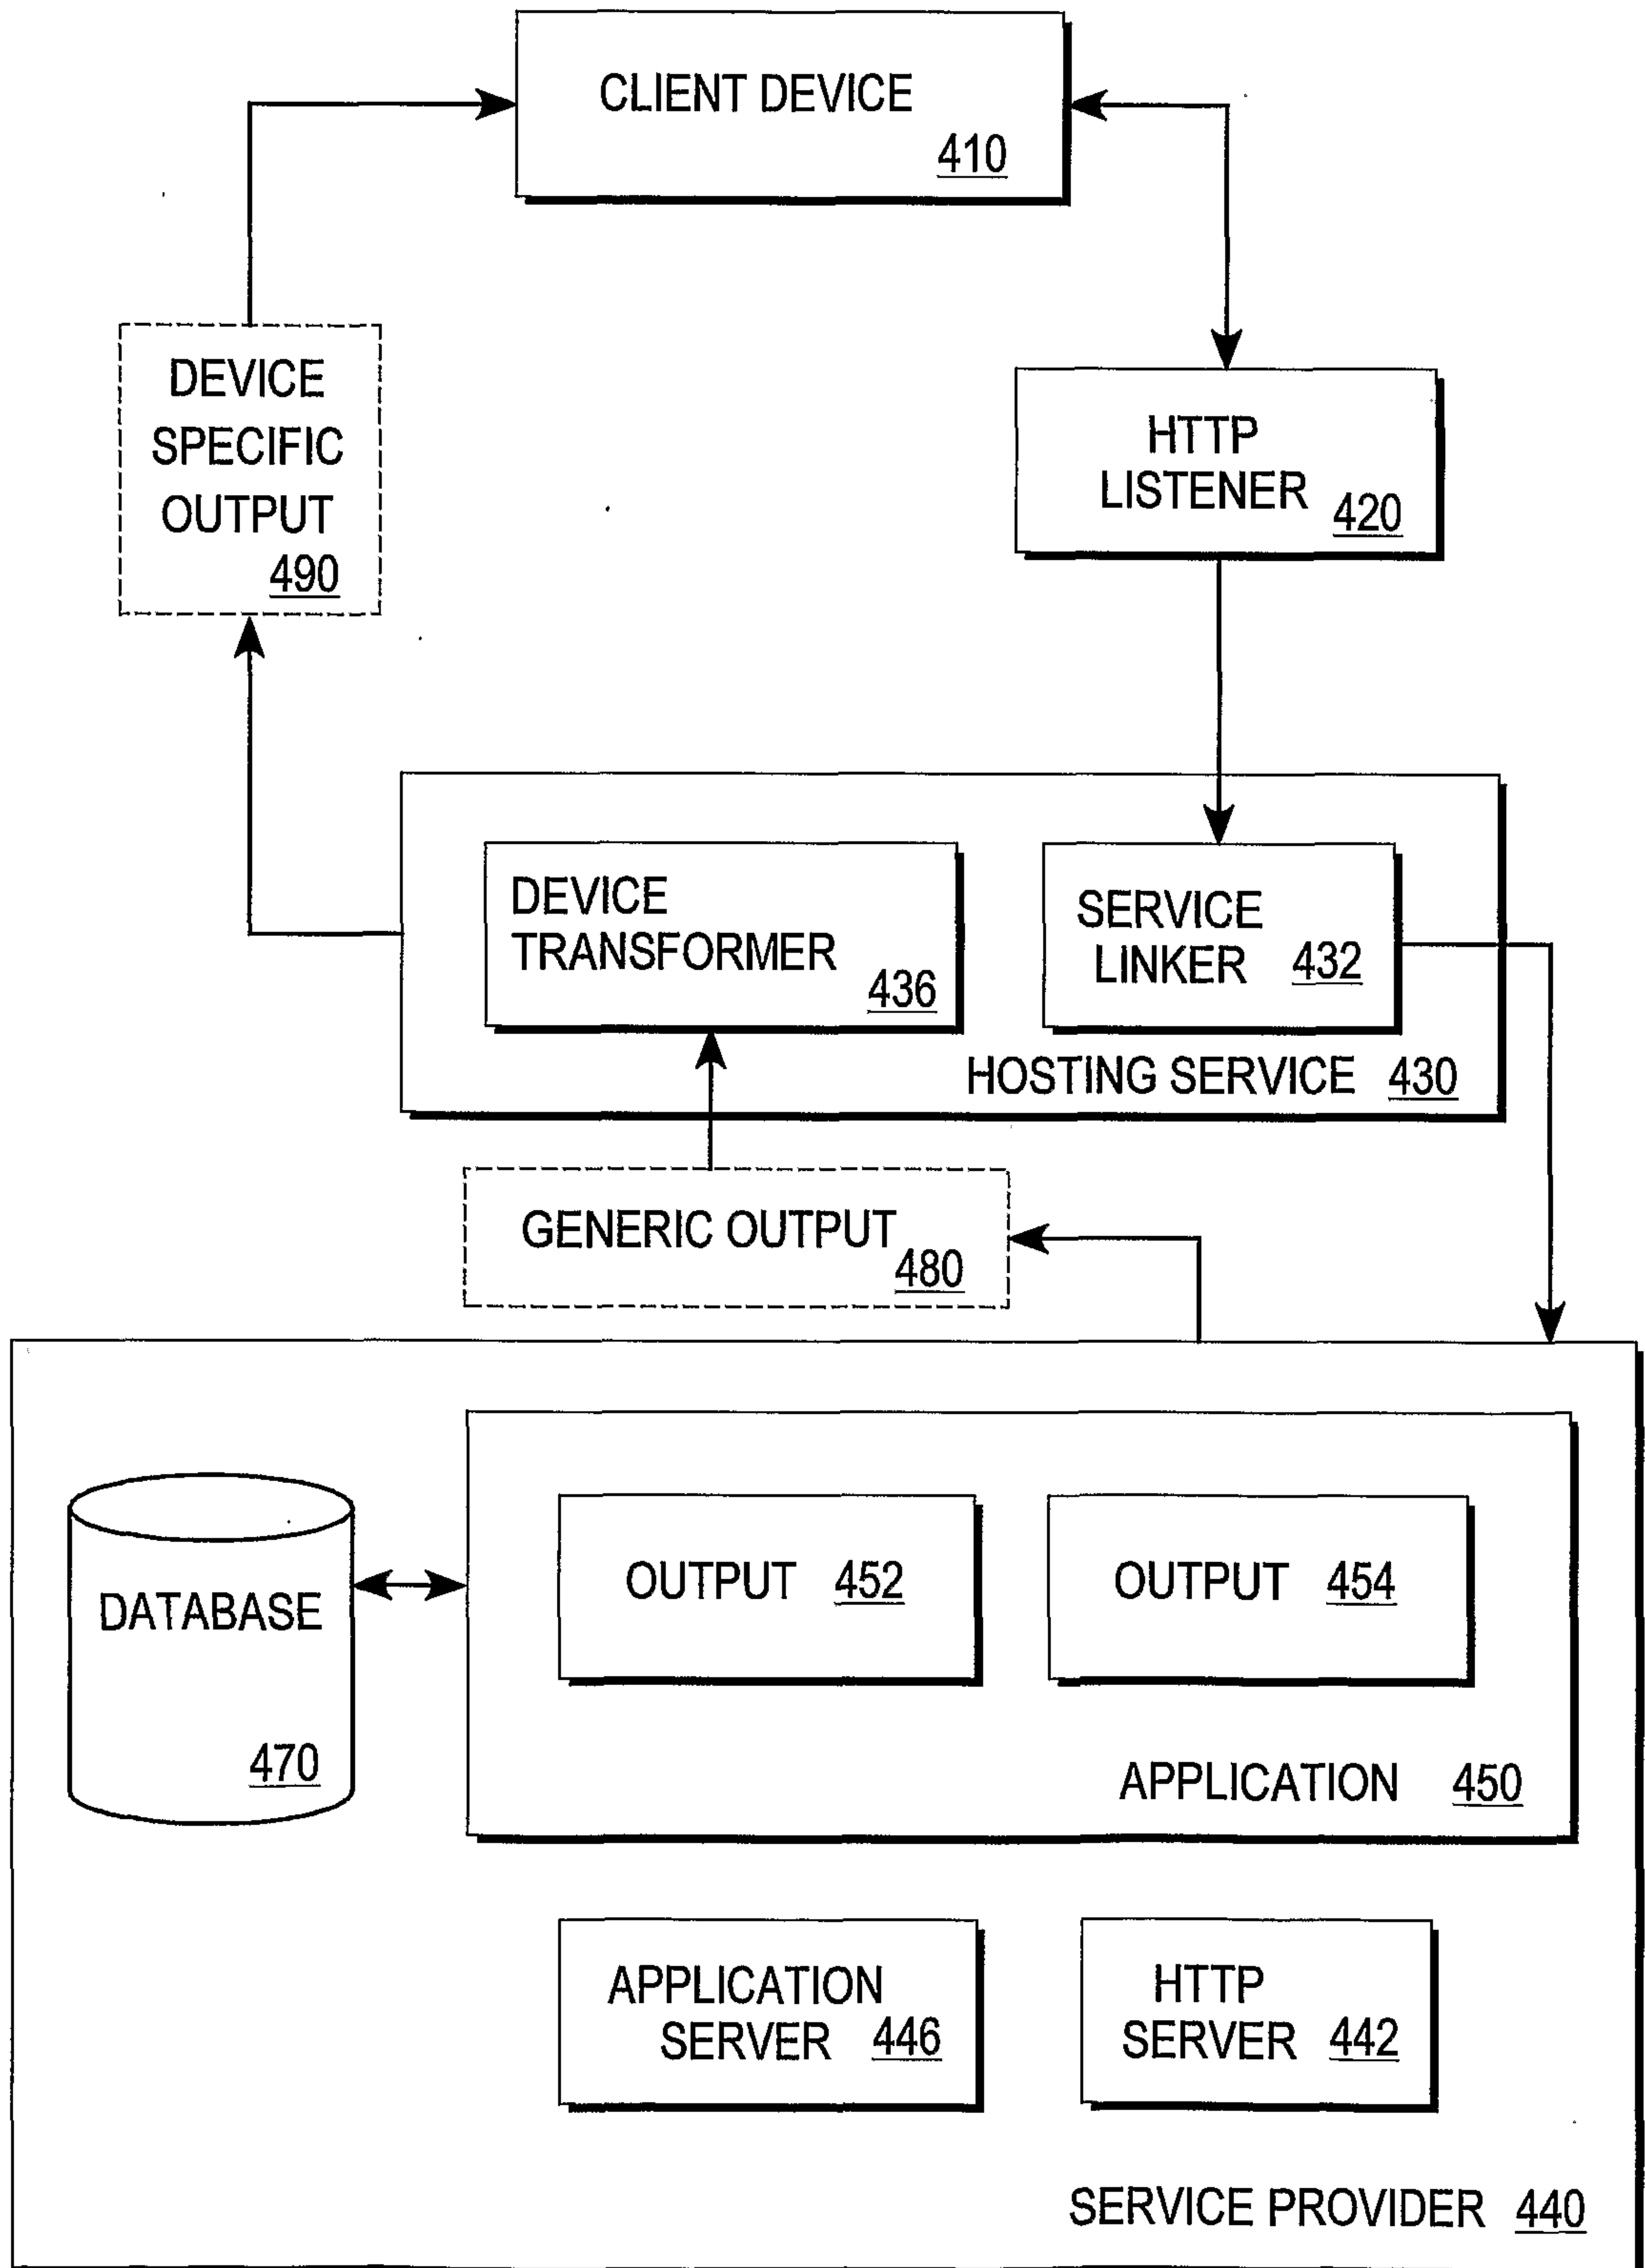 CLIENT DEVICE
410
DEVICE
SPECIFIC
OUTPUT
490
HTTP
LISTENER 420
DEVICE
TRANSFORMER
436
SERVICE
LINKER 432
HOSTING SERVICE 430
GENERIC OUTPUT
480
DATABASE
470
OUTPUT 452
OUTPUT 454
APPLICATION 450
APPLICATION
SERVER 446
HTTP
SERVER 442
SERVICE PROVIDER 440